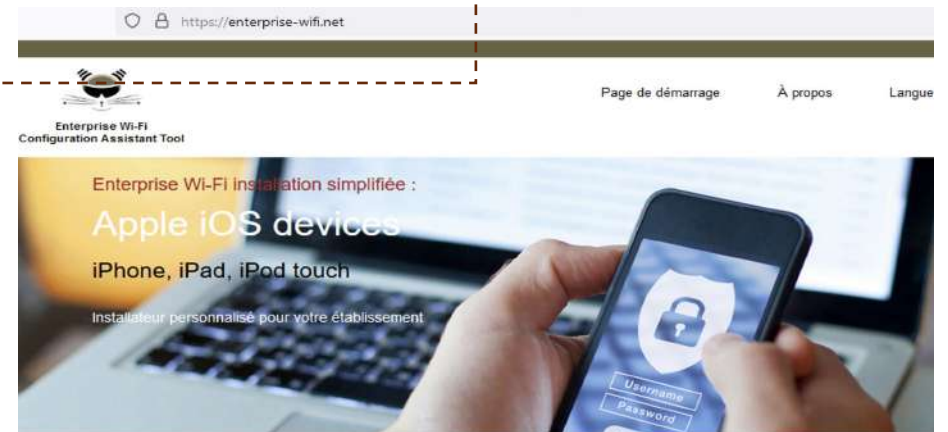 https://enterprise-wifi.net
Page de démarrage À propos Langue
Enterprise Wi-Fi
Configuration Assistant Tool
Enterprise Wi-Fi installation simplifiée :
Apple iOS devices
iPhone, iPad, iPod touch
Installateur personnalisé pour votre établissement
Username
Password